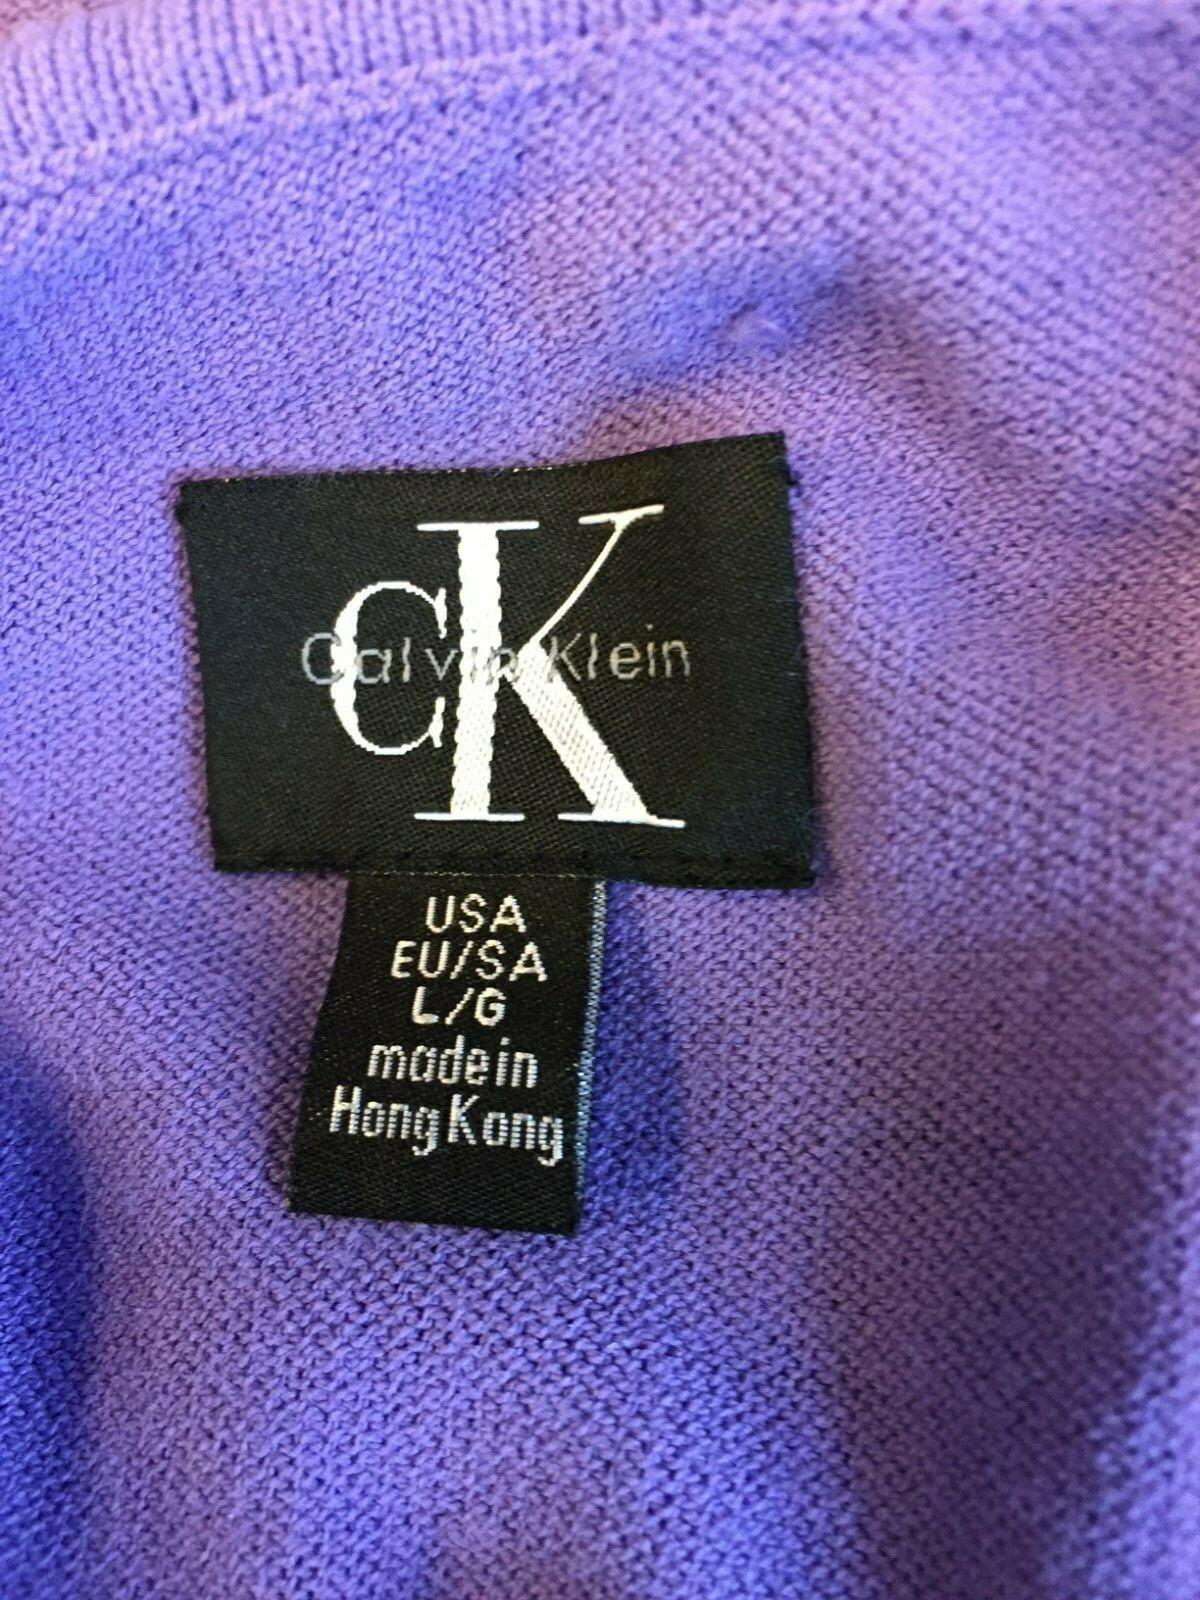 CK
Calvin Klein
USA
EU/SA
L/G
made in
Hong Kong